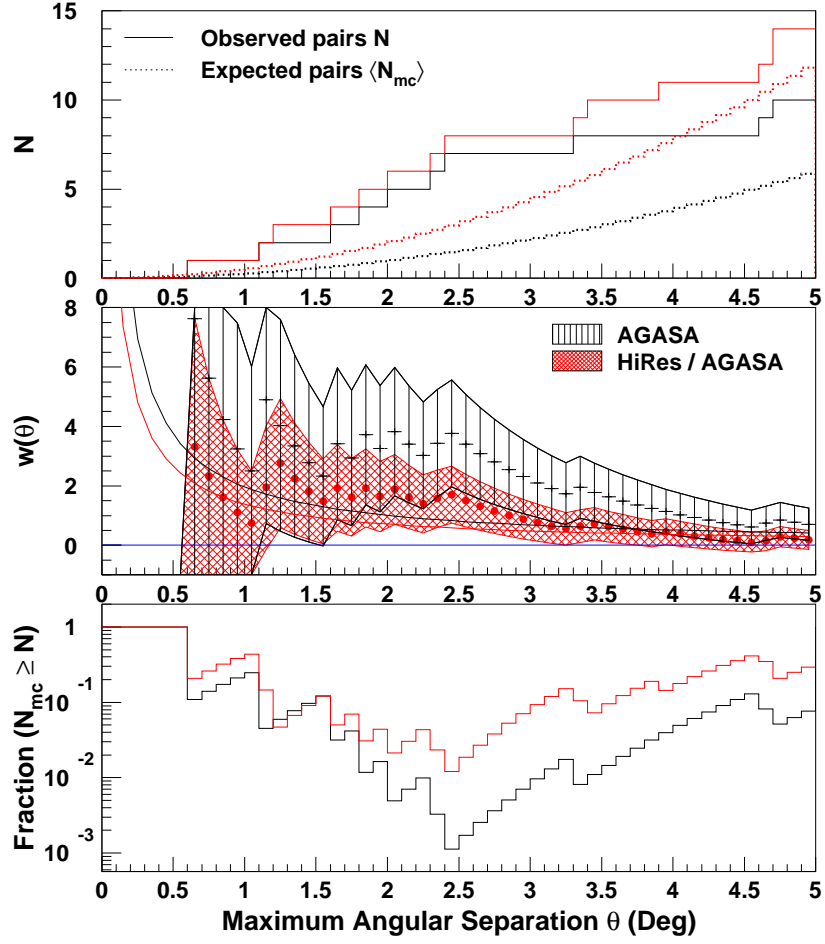 15
10
5
0
N
Observed pairs N
Expected pairs ⟨N_mc⟩
0 0.5 1 1.5 2 2.5 3 3.5 4 4.5 5
8
6
4
2
0
w(θ)
AGASA
HiRes / AGASA
0 0.5 1 1.5 2 2.5 3 3.5 4 4.5 5
1
10^-1
10^-2
10^-3
Fraction (N_mc ≥ N)
0 0.5 1 1.5 2 2.5 3 3.5 4 4.5 5
Maximum Angular Separation θ (Deg)